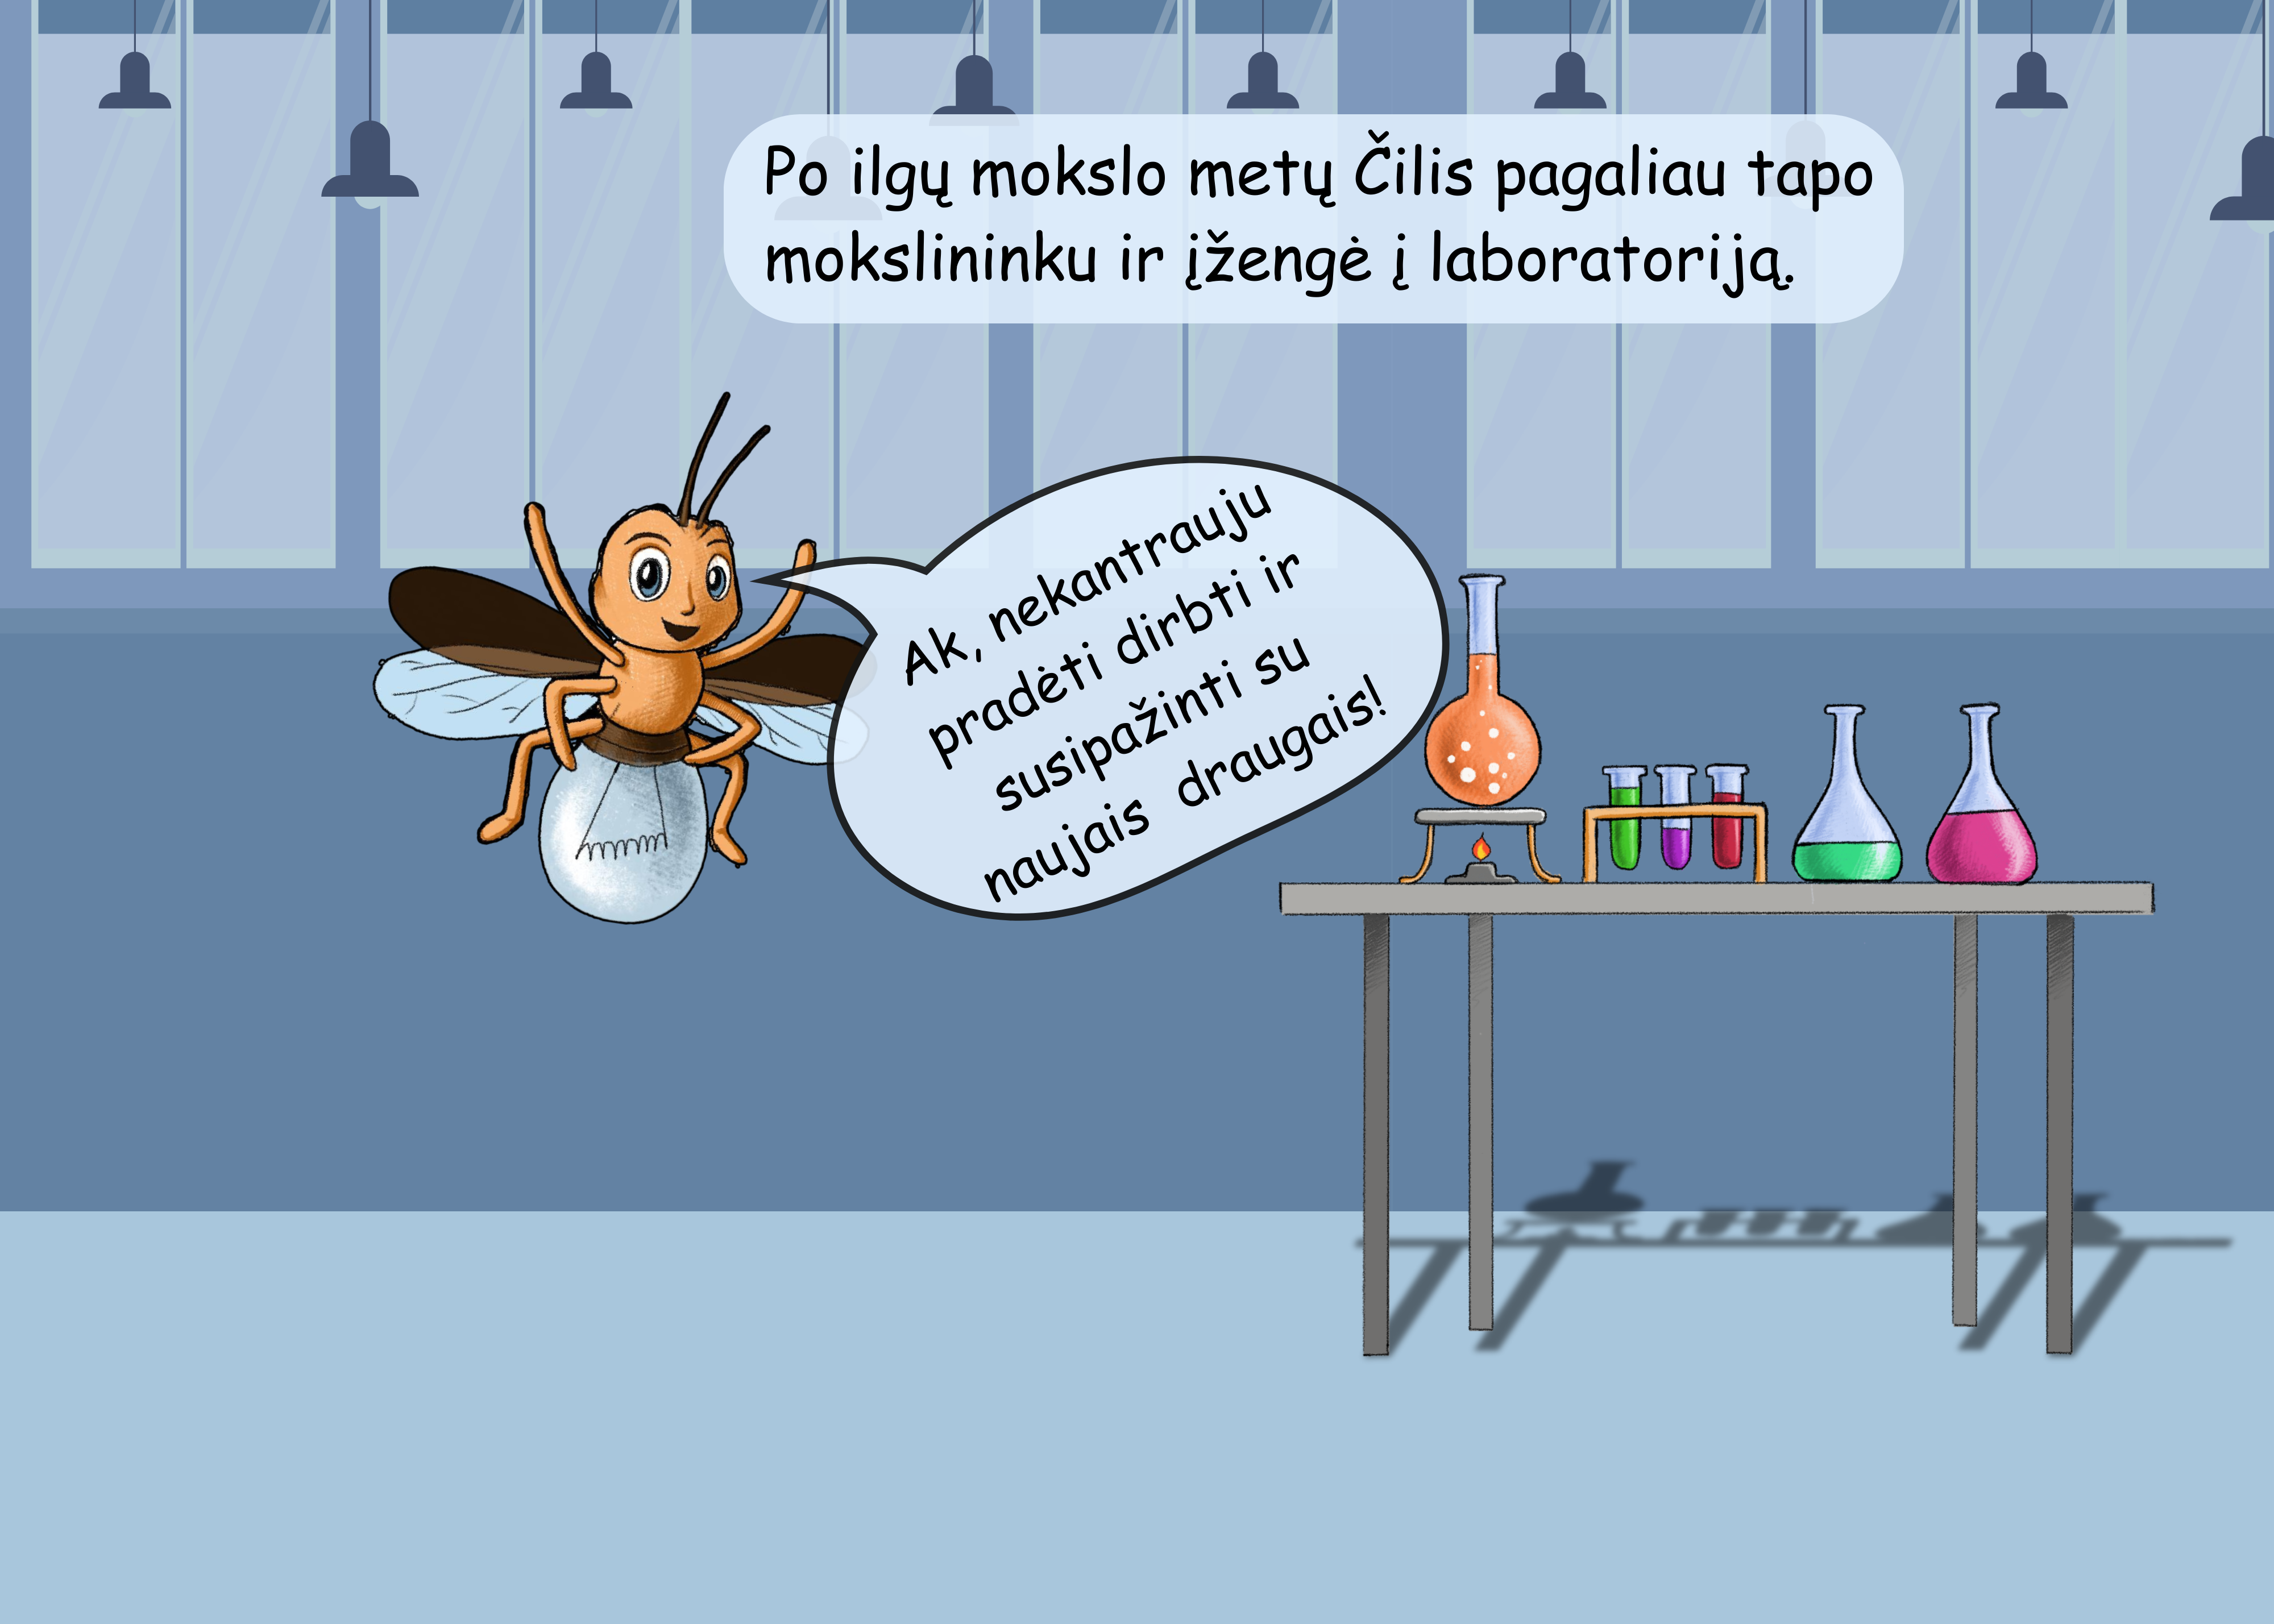 Po ilgų mokslo metų Čilis pagaliau tapo
mokslininku ir įžengė į laboratoriją.
Ak, nekantrauju
pradėti dirbti ir
susipažinti su
naujais draugais!